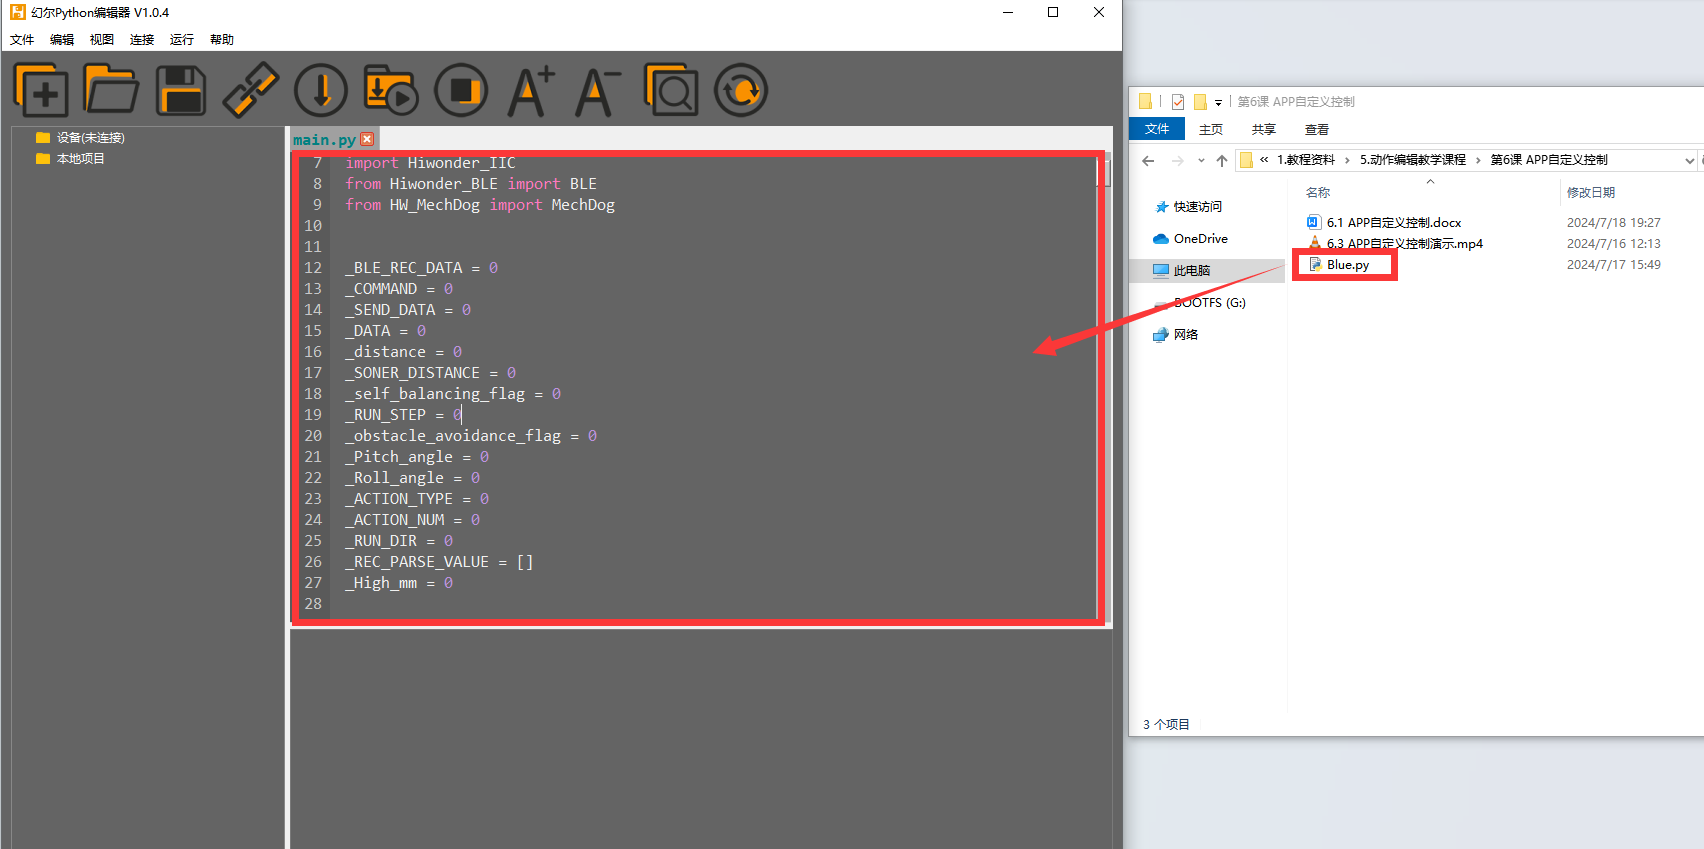 幻尔Python编辑器 V1.0.4
文件 编辑 视图 连接 运行 帮助
设备(未连接)
本地项目
main.py
7 import Hiwonder_IIC
8 from Hiwonder_BLE import BLE
9 from HW_MechDog import MechDog
10
11
12 _BLE_REC_DATA = 0
13 _COMMAND = 0
14 _SEND_DATA = 0
15 _DATA = 0
16 _distance = 0
17 _SONER_DISTANCE = 0
18 _self_balancing_flag = 0
19 _RUN_STEP = 0
20 _obstacle_avoidance_flag = 0
21 _Pitch_angle = 0
22 _Roll_angle = 0
23 _ACTION_TYPE = 0
24 _ACTION_NUM = 0
25 _RUN_DIR = 0
26 _REC_PARSE_VALUE = []
27 _High_mm = 0
28
第6课 APP自定义控制
文件 主页 共享 查看
« 1.教程资料 › 5.动作编辑教学课程 › 第6课 APP自定义控制
快速访问
OneDrive
此电脑
BOOTFS (G:)
网络
名称 修改日期
6.1 APP自定义控制.docx 2024/7/18 19:27
6.3 APP自定义控制演示.mp4 2024/7/16 12:13
Blue.py 2024/7/17 15:49
3 个项目